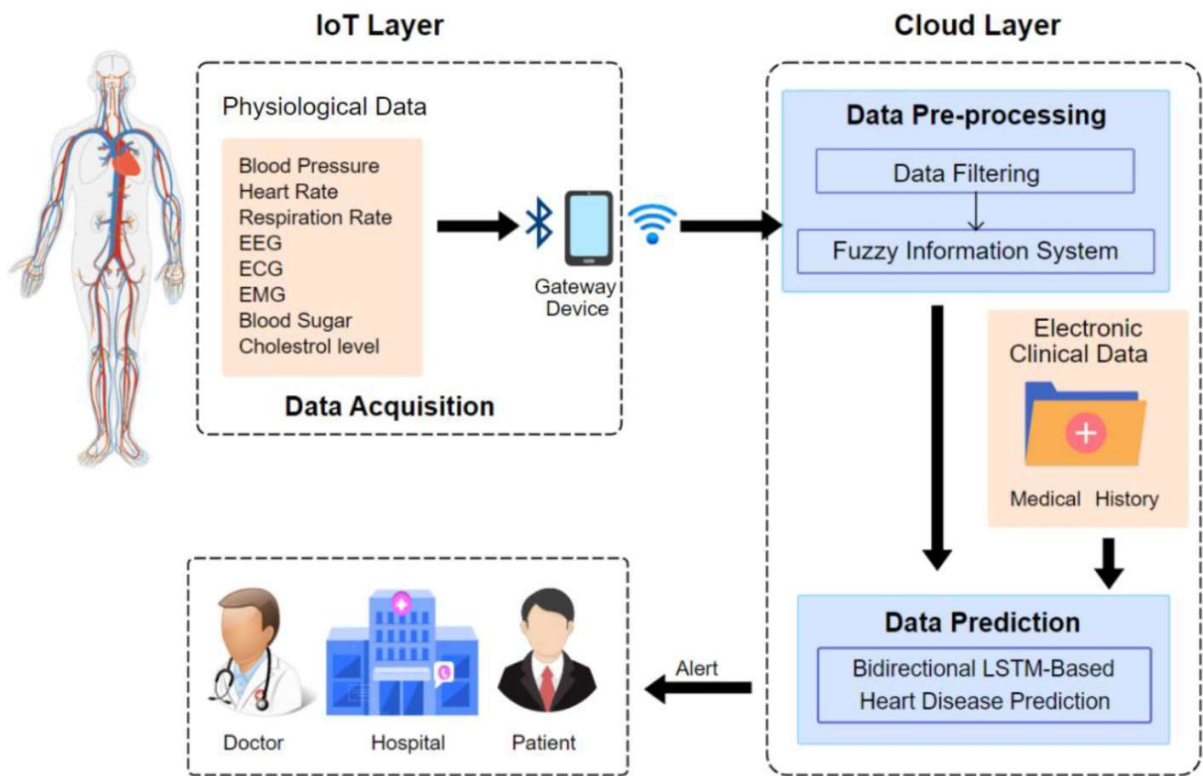 IoT Layer
Cloud Layer
Physiological Data
Blood Pressure
Heart Rate
Respiration Rate
EEG
ECG
EMG
Blood Sugar
Cholestrol level
Data Acquisition
Gateway
Device
Data Pre-processing
Data Filtering
Fuzzy Information System
Electronic
Clinical Data
Medical History
Data Prediction
Bidirectional LSTM-Based
Heart Disease Prediction
Alert
Doctor
Hospital
Patient